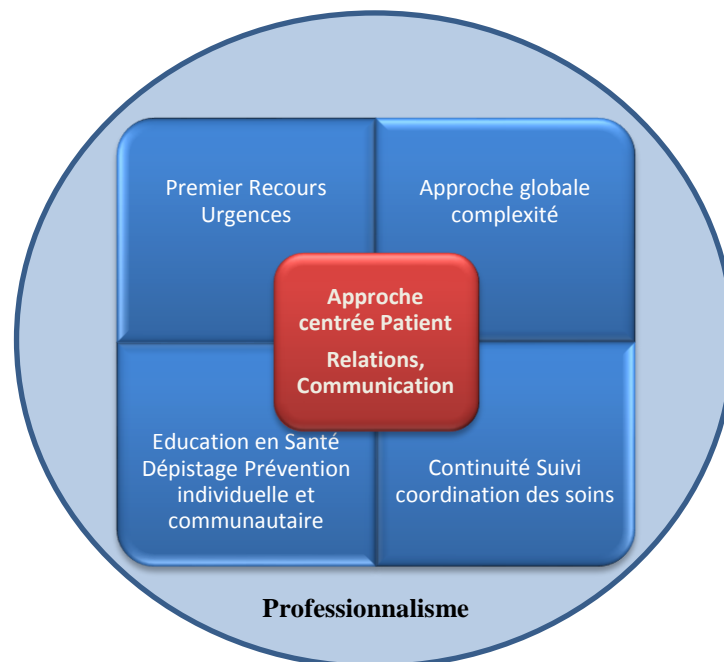 Premier Recours
Urgences
Approche globale
complexité
Approche
centrée Patient
Relations,
Communication
Education en Santé
Dépistage Prévention
individuelle et
communautaire
Continuité Suivi
coordination des soins
Professionnalisme